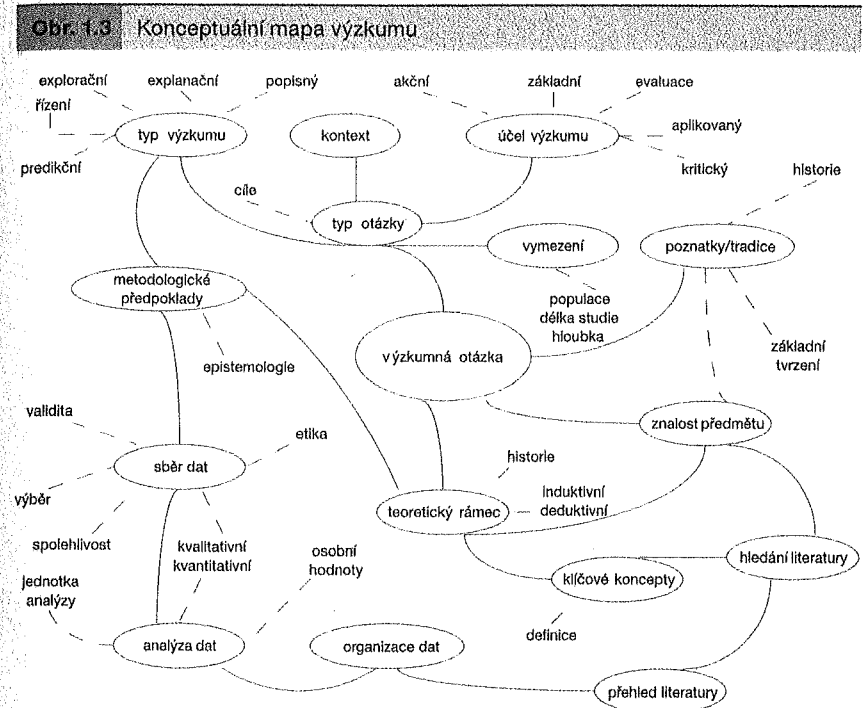 Obr. 1.3 Konceptuální mapa výzkumu
explorační
explanační
popisný
akční
základní
evaluace
řízení
typ výzkumu
kontext
účel výzkumu
aplikovaný
predikční
kritický
historie
cíle
typ otázky
vymezení
poznatky/tradice
metodologické
předpoklady
populace
délka studie
hloubka
výzkumná otázka
základní
tvrzení
epistemologie
validita
etika
znalost předmětu
sběr dat
historie
výběr
teoretický rámec
induktivní
deduktivní
spolehlivost
kvalitativní
kvantitativní
osobní
hodnoty
hledání literatury
jednotka
analýzy
klíčové koncepty
analýza dat
organizace dat
definice
přehled literatury